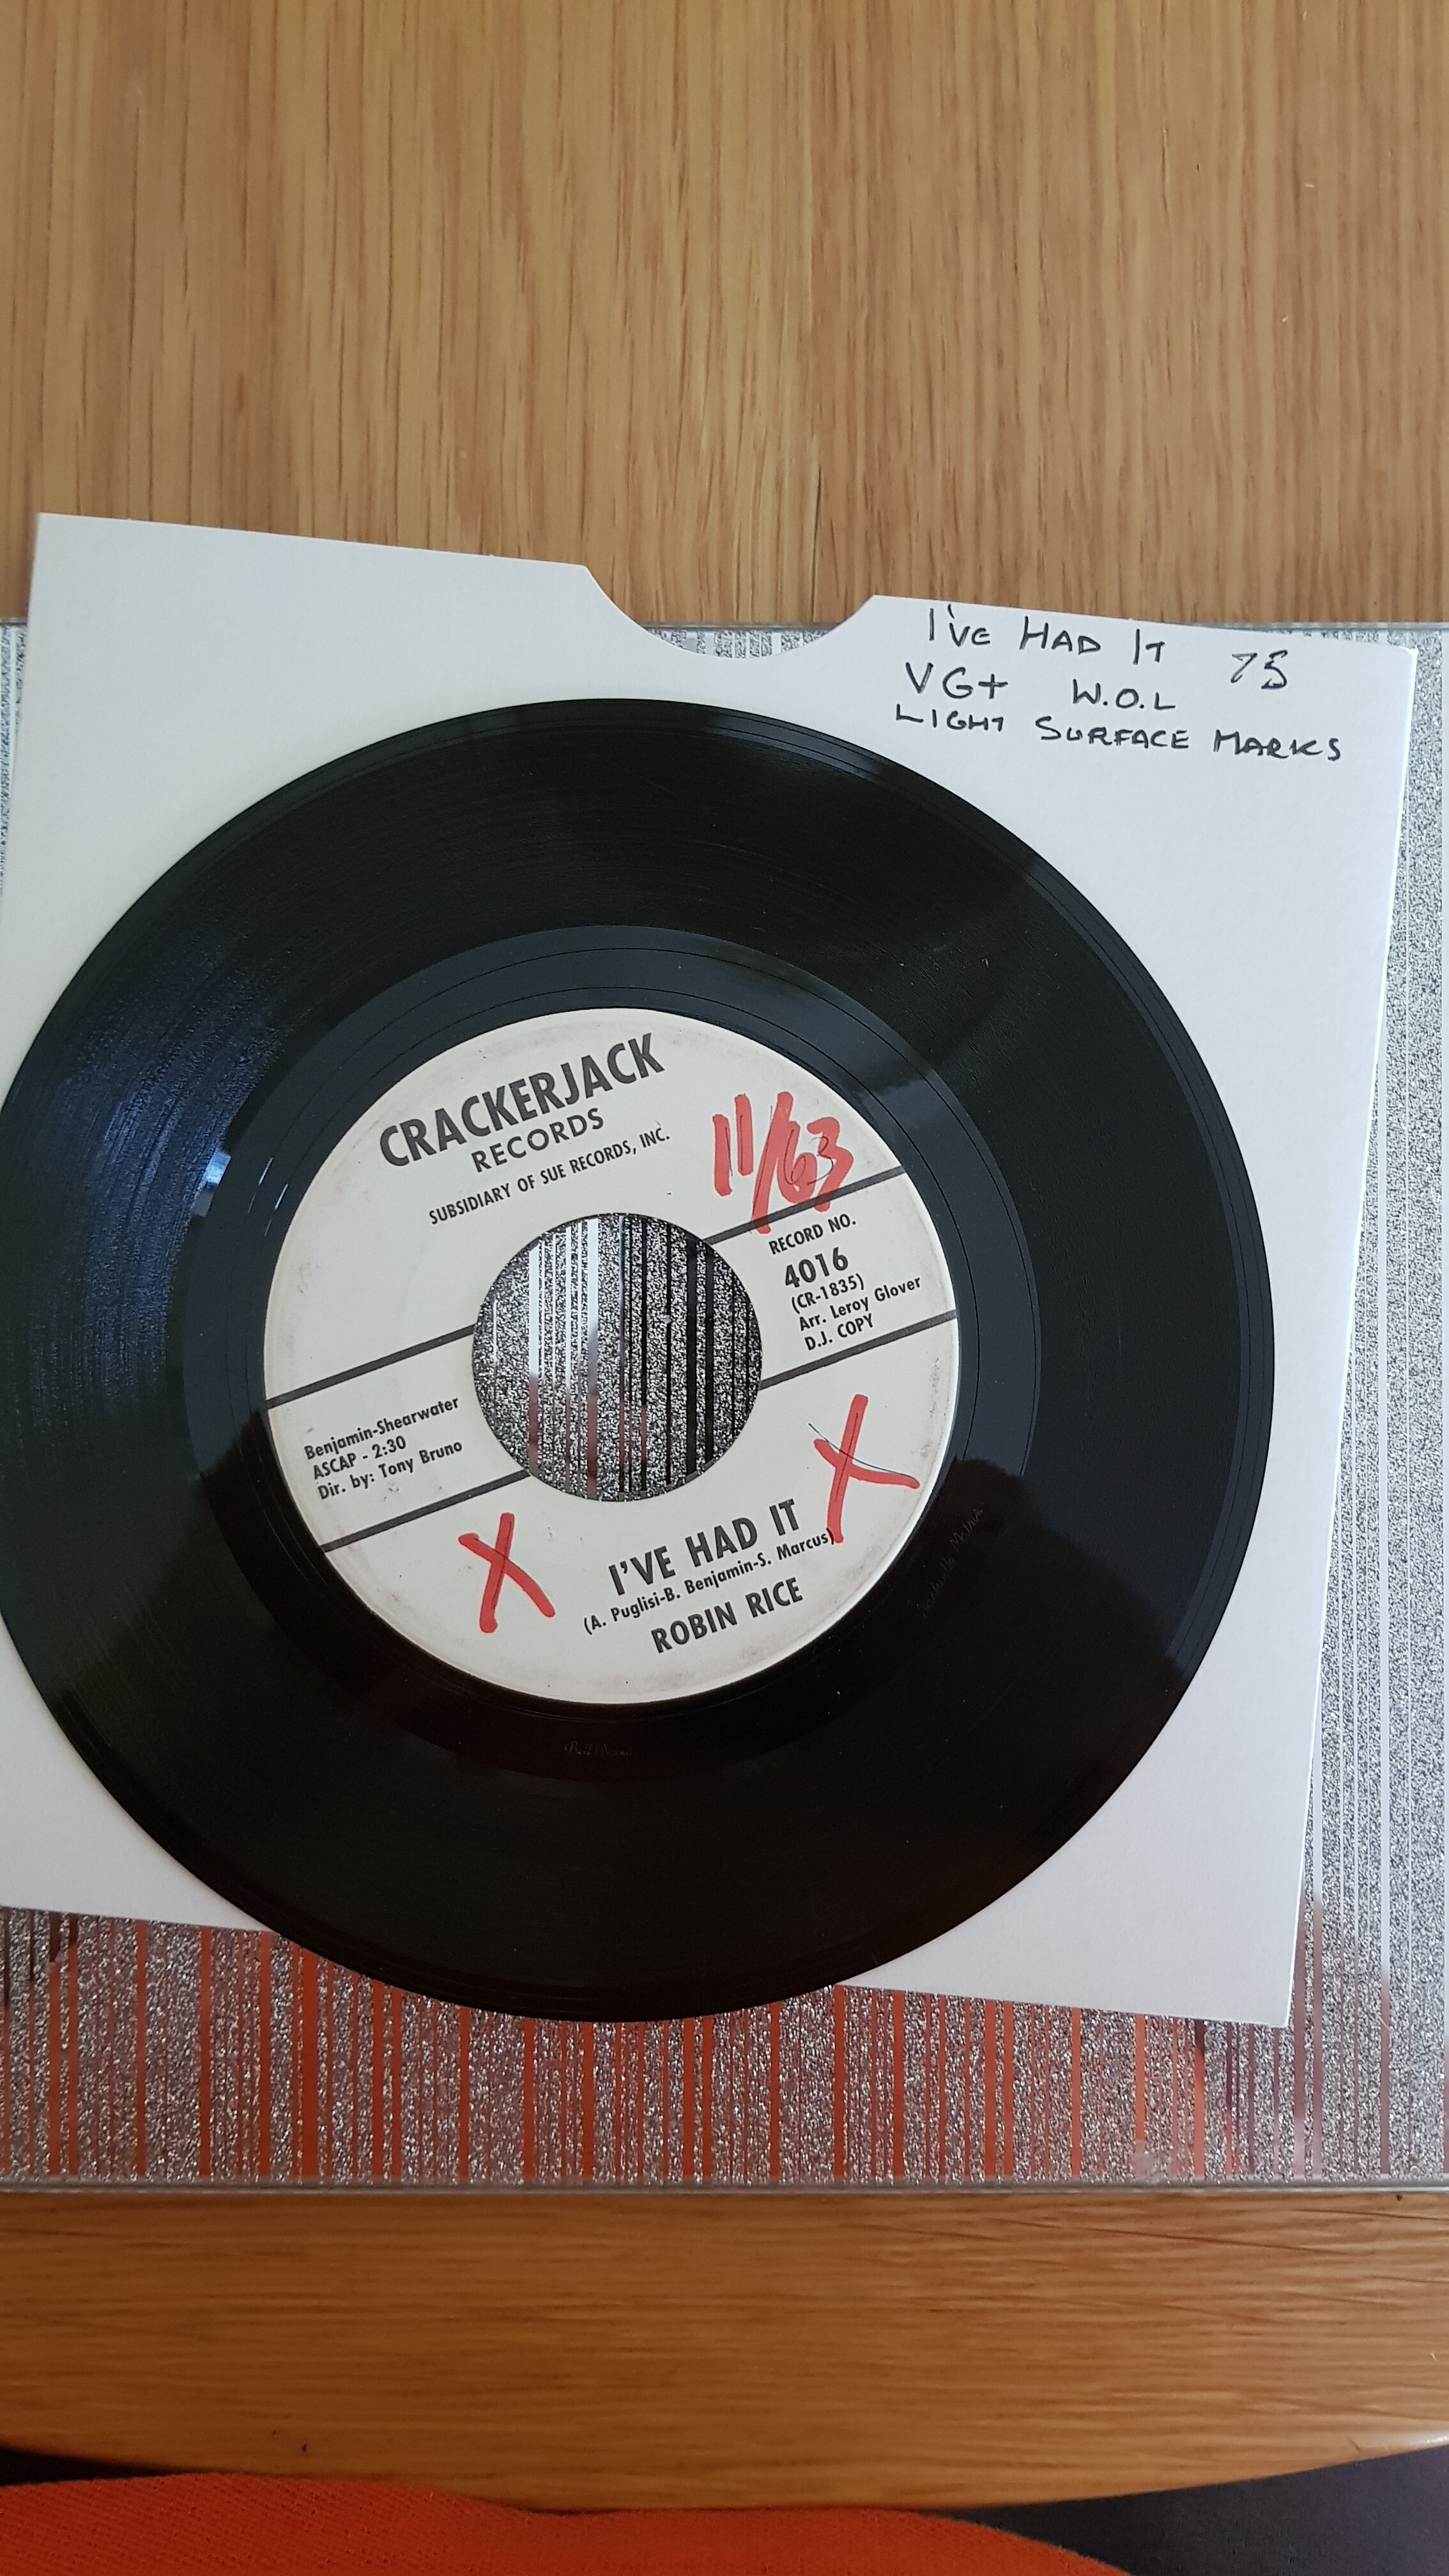 I'VE HAD IT 75
VG+ W.O.L
LIGHT SURFACE MARKS
CRACKERJACK
RECORDS
SUBSIDIARY OF SUE RECORDS, INC.
11/63
RECORD NO.
4016
(CR-1835)
Arr. Leroy Glover
D.J. COPY
Benjamin-Shearwater
ASCAP - 2:30
Dir. by: Tony Bruno
X
X
I'VE HAD IT
(A. Puglisi-B. Benjamin-S. Marcus)
ROBIN RICE
Bell Sound